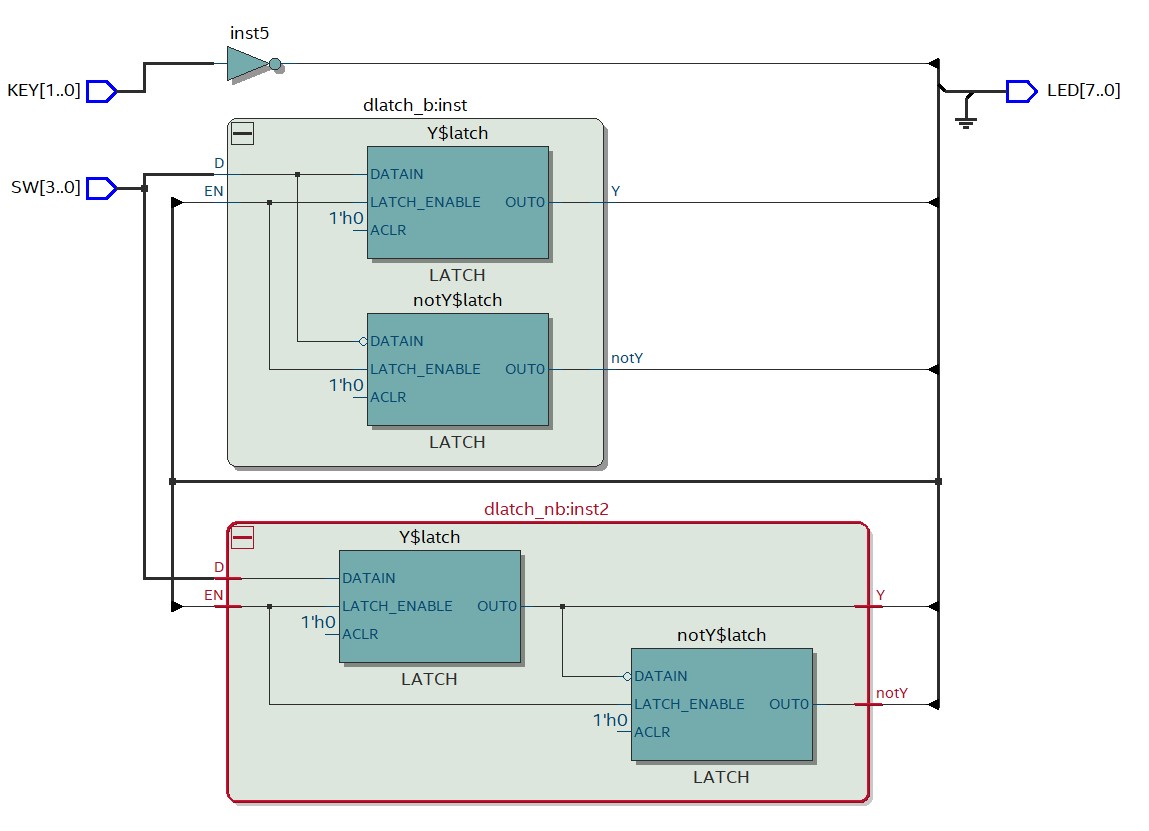 inst5
KEY[1..0]
LED[7..0]
dlatch_b:inst
Y$latch
D
DATAIN
SW[3..0]
EN
LATCH_ENABLE
OUT0
Y
1'h0
ACLR
LATCH
notY$latch
DATAIN
LATCH_ENABLE
OUT0
notY
1'h0
ACLR
LATCH
dlatch_nb:inst2
Y$latch
D
DATAIN
EN
LATCH_ENABLE
OUT0
Y
1'h0
ACLR
LATCH
notY$latch
DATAIN
LATCH_ENABLE
OUT0
notY
1'h0
ACLR
LATCH